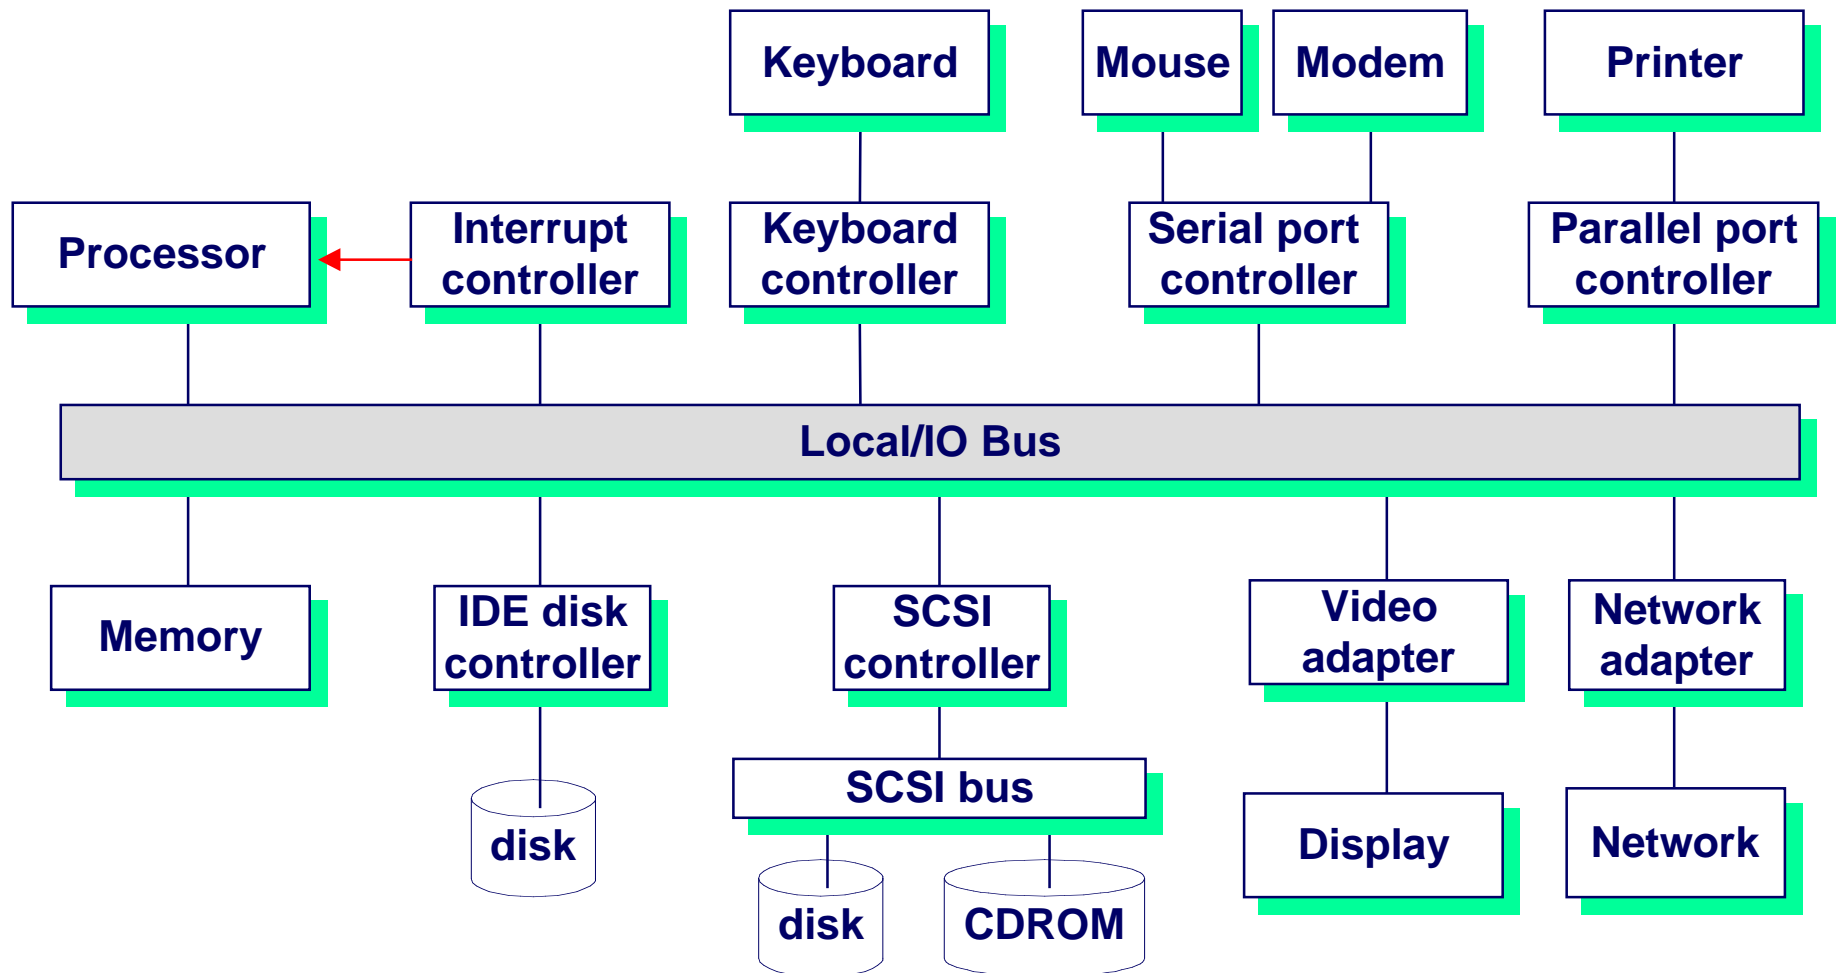 Keyboard
Mouse
Modem
Printer
Processor
Interrupt
controller
Keyboard
controller
Serial port
controller
Parallel port
controller
Local/IO Bus
Memory
IDE disk
controller
SCSI
controller
Video
adapter
Network
adapter
SCSI bus
disk
Display
Network
disk
CDROM